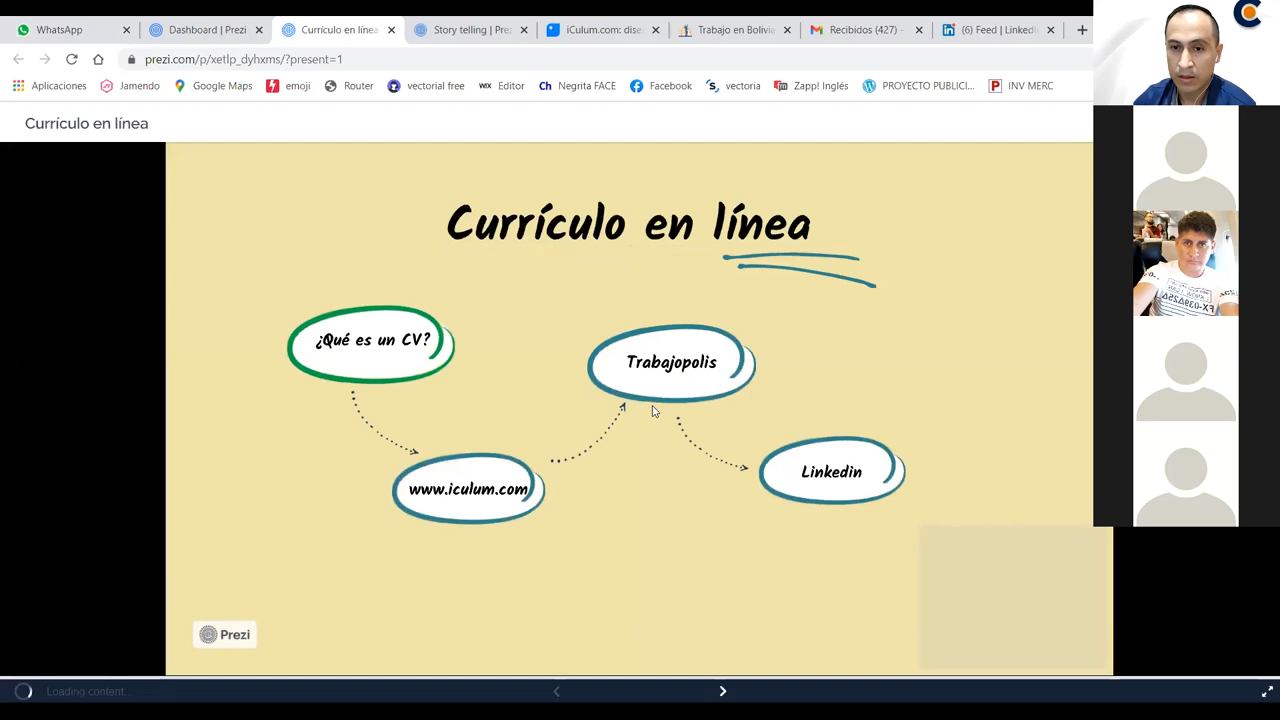 WhatsApp
Dashboard | Prezi
Currículo en línea
Story telling | Prez
iCulum.com: dise
Trabajo en Bolivia
Recibidos (427) -
(6) Feed | LinkedIn
prezi.com/p/xetlp_dyhxms/?present=1
Aplicaciones
Jamendo
Google Maps
emoji
Router
vectorial free
WIX Editor
Ch Negrita FACE
Facebook
vectoria
Zapp! Inglés
PROYECTO PUBLICI...
P INV MERC
Currículo en línea
Currículo en línea
¿Qué es un CV?
Trabajopolis
www.iculum.com
Linkedin
Prezi
Loading content...